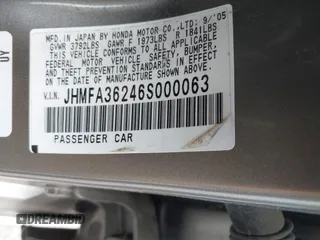 MFD. IN JAPAN BY HONDA MOTOR CO.,LTD. 9/'05
GVWR 3792LBS GAWR F 1973LBS R 1841LBS
THIS VEHICLE CONFORMS TO ALL APPLICABLE
FEDERAL MOTOR VEHICLE SAFETY, BUMPER,
AND THEFT PREVENTION STANDARDS IN EFFECT
ON THE DATE OF MANUFACTURE SHOWN ABOVE.
V.I.N. JHMFA36246S000063
PASSENGER CAR
DREAMBID